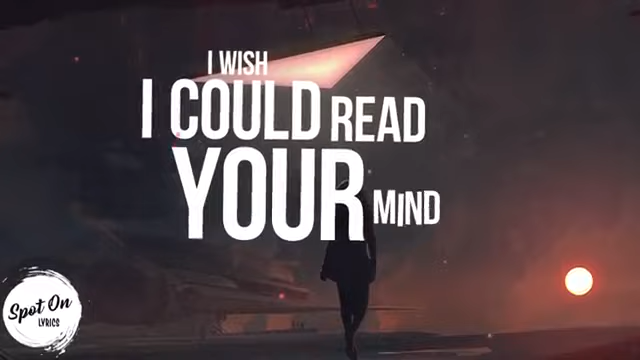 I WISH
I COULD READ
YOUR MIND
Spot On
LYRICS